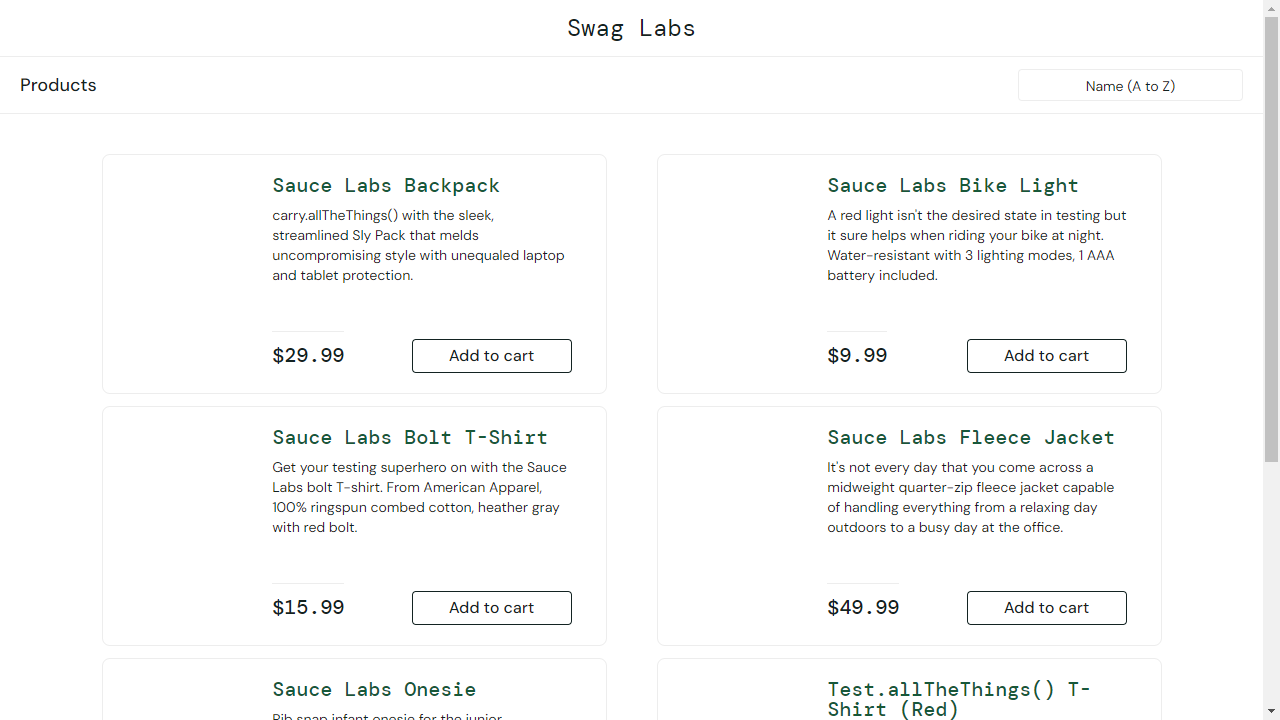 Swag Labs
Products
Name (A to Z)
Sauce Labs Backpack
carry.allTheThings() with the sleek,
streamlined Sly Pack that melds
uncompromising style with unequaled laptop
and tablet protection.
$29.99
Add to cart
Sauce Labs Bike Light
A red light isn't the desired state in testing but
it sure helps when riding your bike at night.
Water-resistant with 3 lighting modes, 1 AAA
battery included.
$9.99
Add to cart
Sauce Labs Bolt T-Shirt
Get your testing superhero on with the Sauce
Labs bolt T-shirt. From American Apparel,
100% ringspun combed cotton, heather gray
with red bolt.
$15.99
Add to cart
Sauce Labs Fleece Jacket
It's not every day that you come across a
midweight quarter-zip fleece jacket capable
of handling everything from a relaxing day
outdoors to a busy day at the office.
$49.99
Add to cart
Sauce Labs Onesie
Rib snap infant onesie for the junior
Test.allTheThings() T-
Shirt (Red)